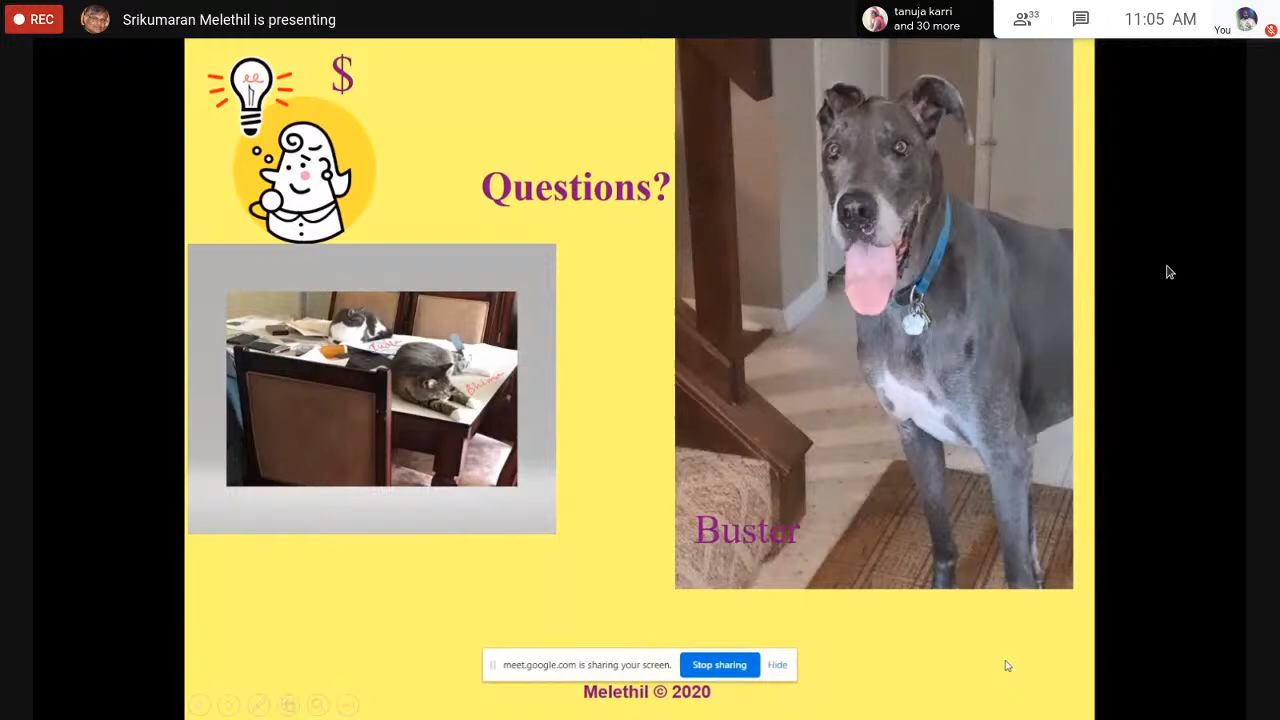 REC
Srikumaran Melethil is presenting
tanuja karri
and 30 more
33
11:05 AM
You
$
Questions?
Bhima
Buster
meet.google.com is sharing your screen.
Stop sharing
Hide
Melethil © 2020